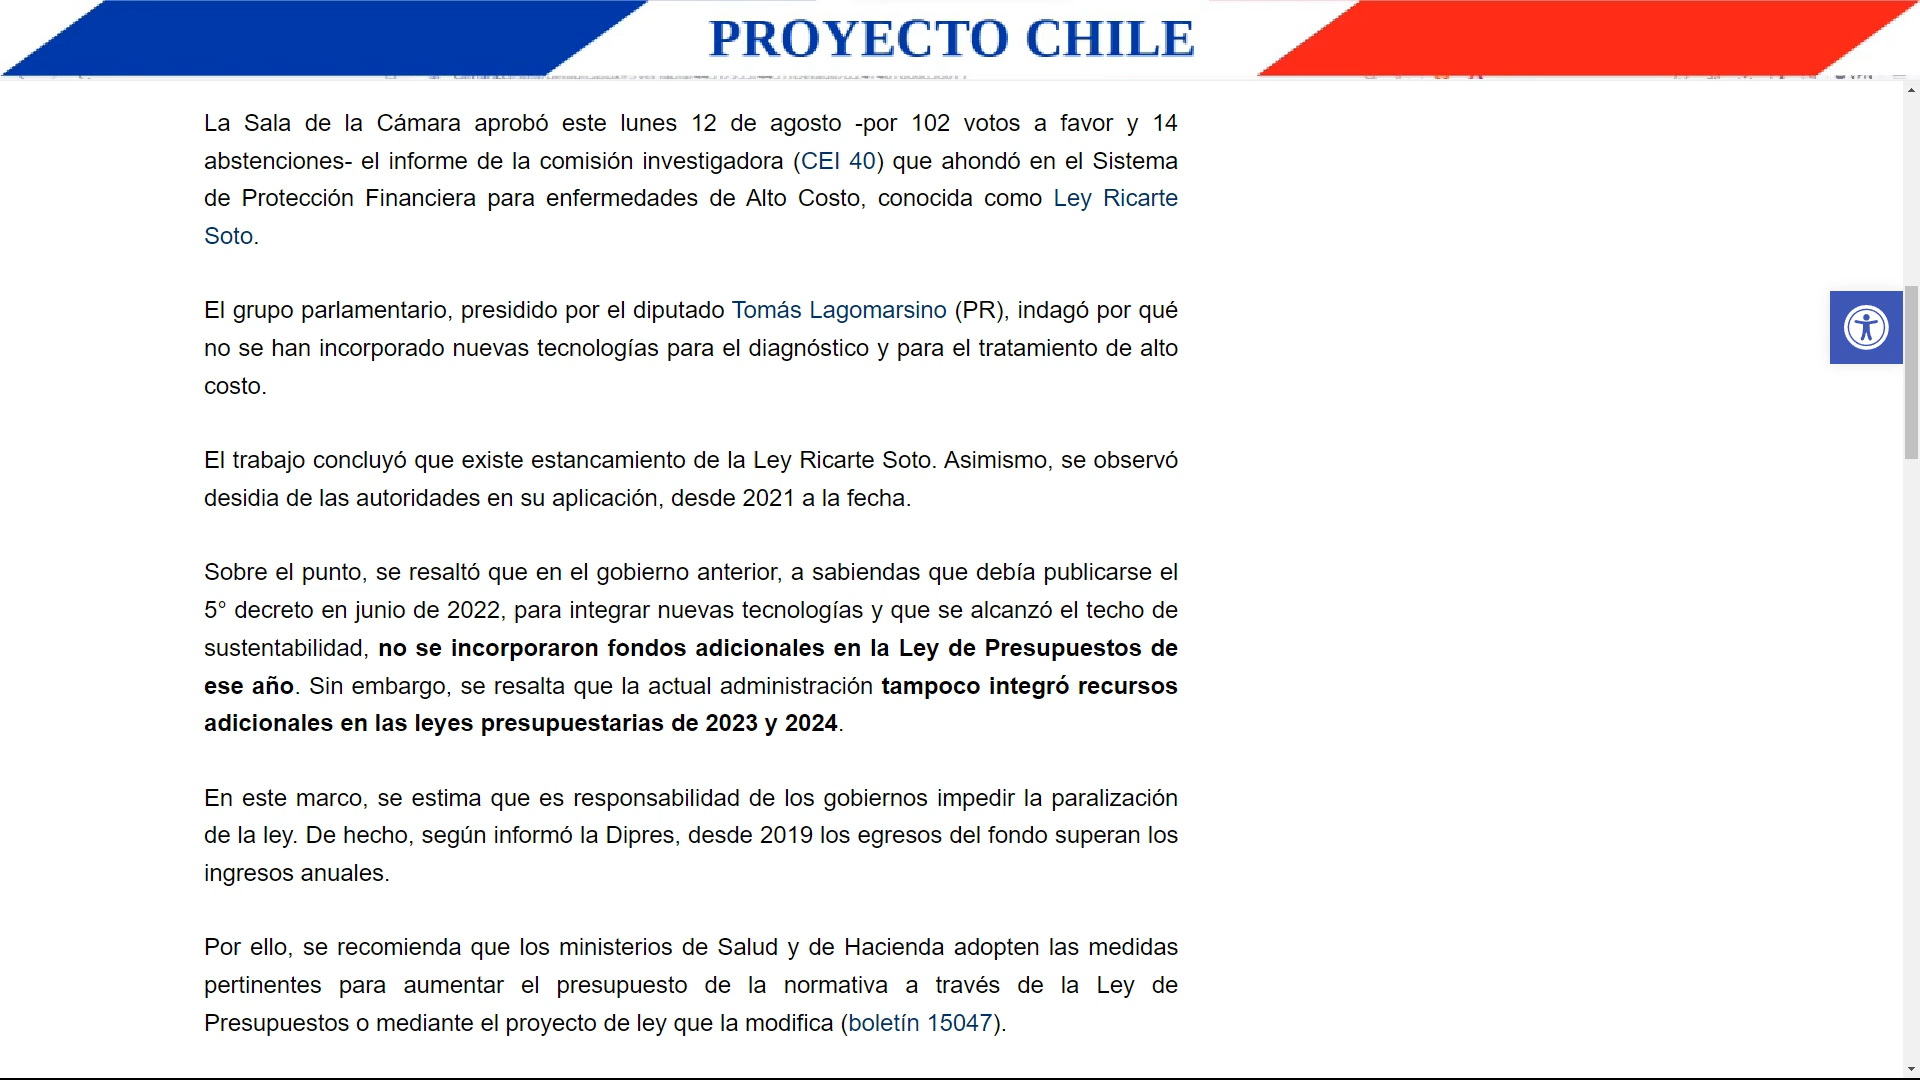 PROYECTO CHILE
La Sala de la Cámara aprobó este lunes 12 de agosto -por 102 votos a favor y 14
abstenciones- el informe de la comisión investigadora (CEI 40) que ahondó en el Sistema
de Protección Financiera para enfermedades de Alto Costo, conocida como Ley Ricarte
Soto.
El grupo parlamentario, presidido por el diputado Tomás Lagomarsino (PR), indagó por qué
no se han incorporado nuevas tecnologías para el diagnóstico y para el tratamiento de alto
costo.
El trabajo concluyó que existe estancamiento de la Ley Ricarte Soto. Asimismo, se observó
desidia de las autoridades en su aplicación, desde 2021 a la fecha.
Sobre el punto, se resaltó que en el gobierno anterior, a sabiendas que debía publicarse el
5° decreto en junio de 2022, para integrar nuevas tecnologías y que se alcanzó el techo de
sustentabilidad, no se incorporaron fondos adicionales en la Ley de Presupuestos de
ese año. Sin embargo, se resalta que la actual administración tampoco integró recursos
adicionales en las leyes presupuestarias de 2023 y 2024.
En este marco, se estima que es responsabilidad de los gobiernos impedir la paralización
de la ley. De hecho, según informó la Dipres, desde 2019 los egresos del fondo superan los
ingresos anuales.
Por ello, se recomienda que los ministerios de Salud y de Hacienda adopten las medidas
pertinentes para aumentar el presupuesto de la normativa a través de la Ley de
Presupuestos o mediante el proyecto de ley que la modifica (boletín 15047).